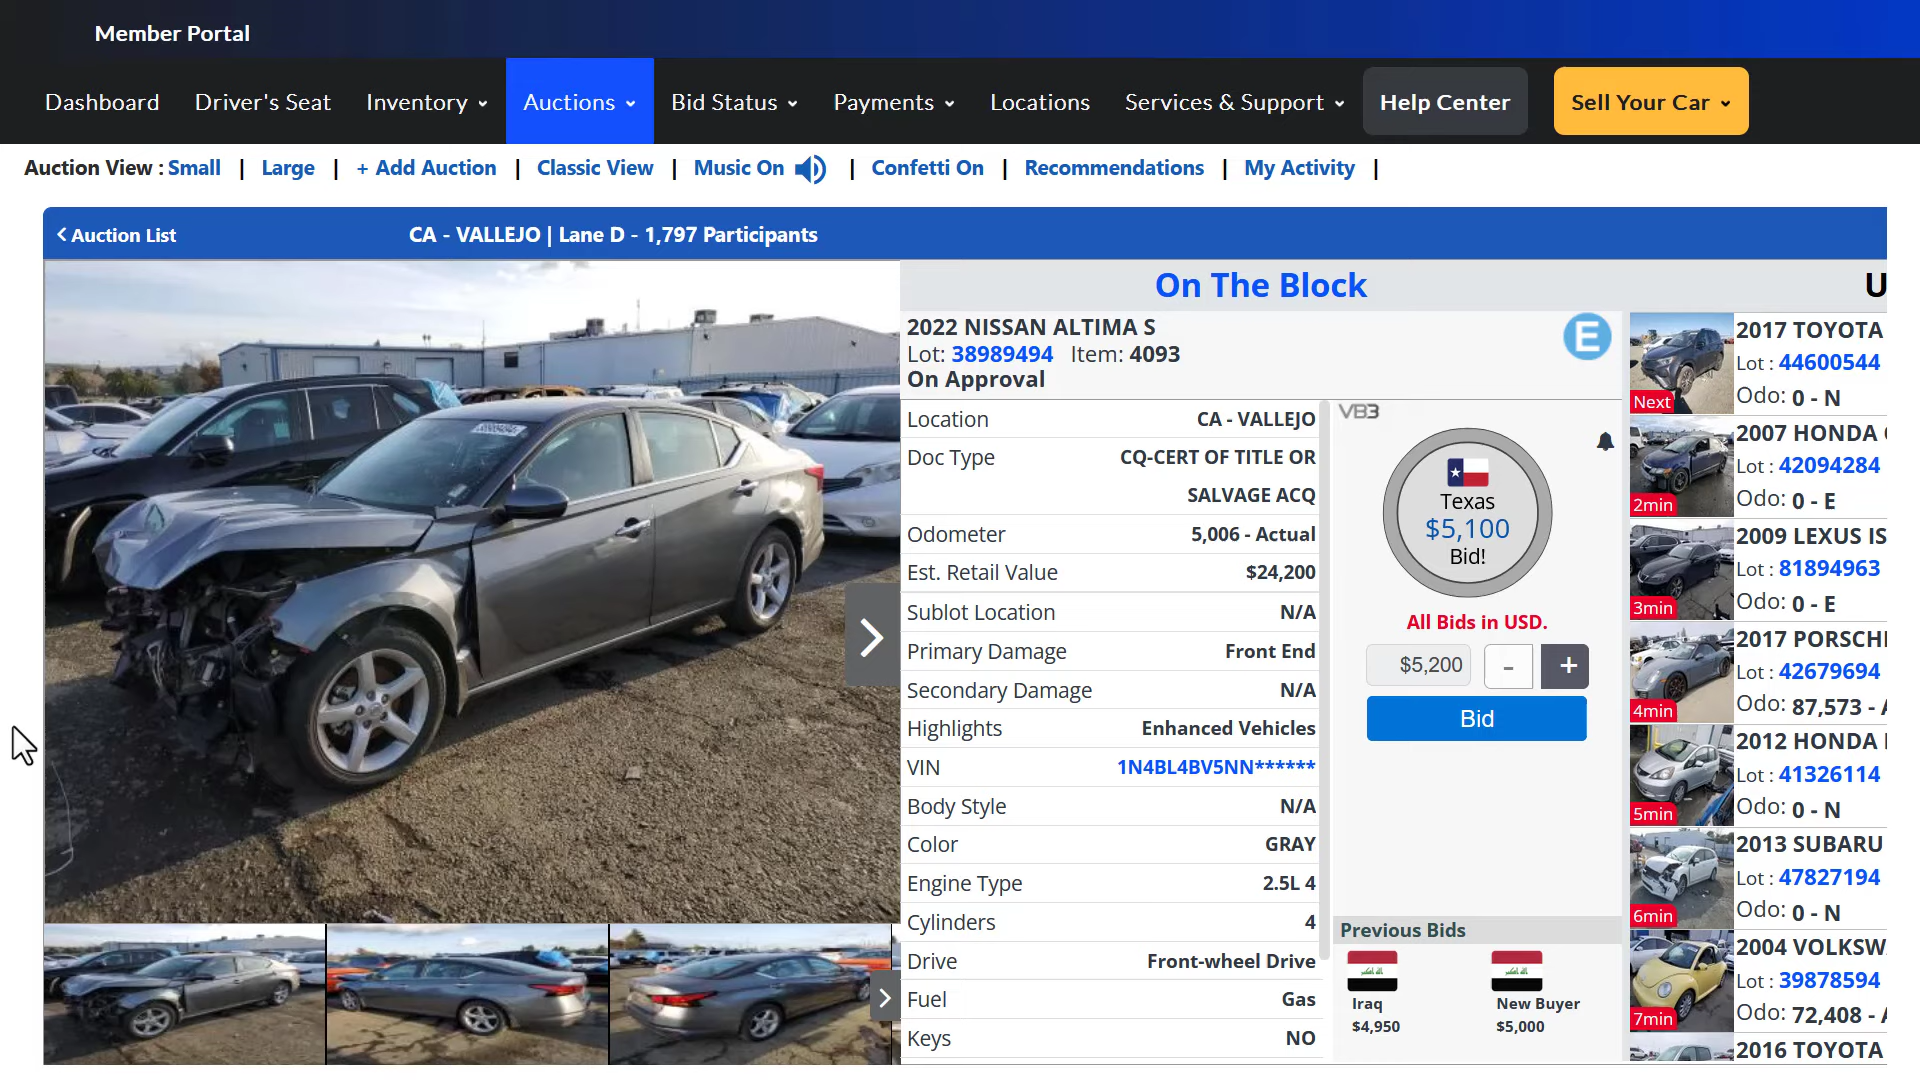 Member Portal
Dashboard Driver's Seat Inventory Auctions Bid Status Payments Locations Services & Support Help Center Sell Your Car
Auction View : Small | Large | + Add Auction | Classic View | Music On | Confetti On | Recommendations | My Activity |
Auction List CA - VALLEJO | Lane D - 1,797 Participants
On The Block
U
2022 NISSAN ALTIMA S
Lot: 38989494 Item: 4093
On Approval
E
Location CA - VALLEJO
Doc Type CQ-CERT OF TITLE OR
SALVAGE ACQ
Odometer 5,006 - Actual
Est. Retail Value $24,200
Sublot Location N/A
Primary Damage Front End
Secondary Damage N/A
Highlights Enhanced Vehicles
VIN 1N4BL4BV5NN******
Body Style N/A
Color GRAY
Engine Type 2.5L 4
Cylinders 4
Drive Front-wheel Drive
Fuel Gas
Keys NO
VB3
Texas
$5,100
Bid!
All Bids in USD.
$5,200 - +
Bid
Previous Bids
Iraq New Buyer
$4,950 $5,000
2017 TOYOTA
Lot : 44600544
Odo: 0 - N
Next
2007 HONDA
Lot : 42094284
Odo: 0 - E
2min
2009 LEXUS IS
Lot : 81894963
Odo: 0 - E
3min
2017 PORSCHE
Lot : 42679694
Odo: 87,573 - A
4min
2012 HONDA
Lot : 41326114
Odo: 0 - N
5min
2013 SUBARU
Lot : 47827194
Odo: 0 - N
6min
2004 VOLKSW
Lot : 39878594
Odo: 72,408 - A
7min
2016 TOYOTA